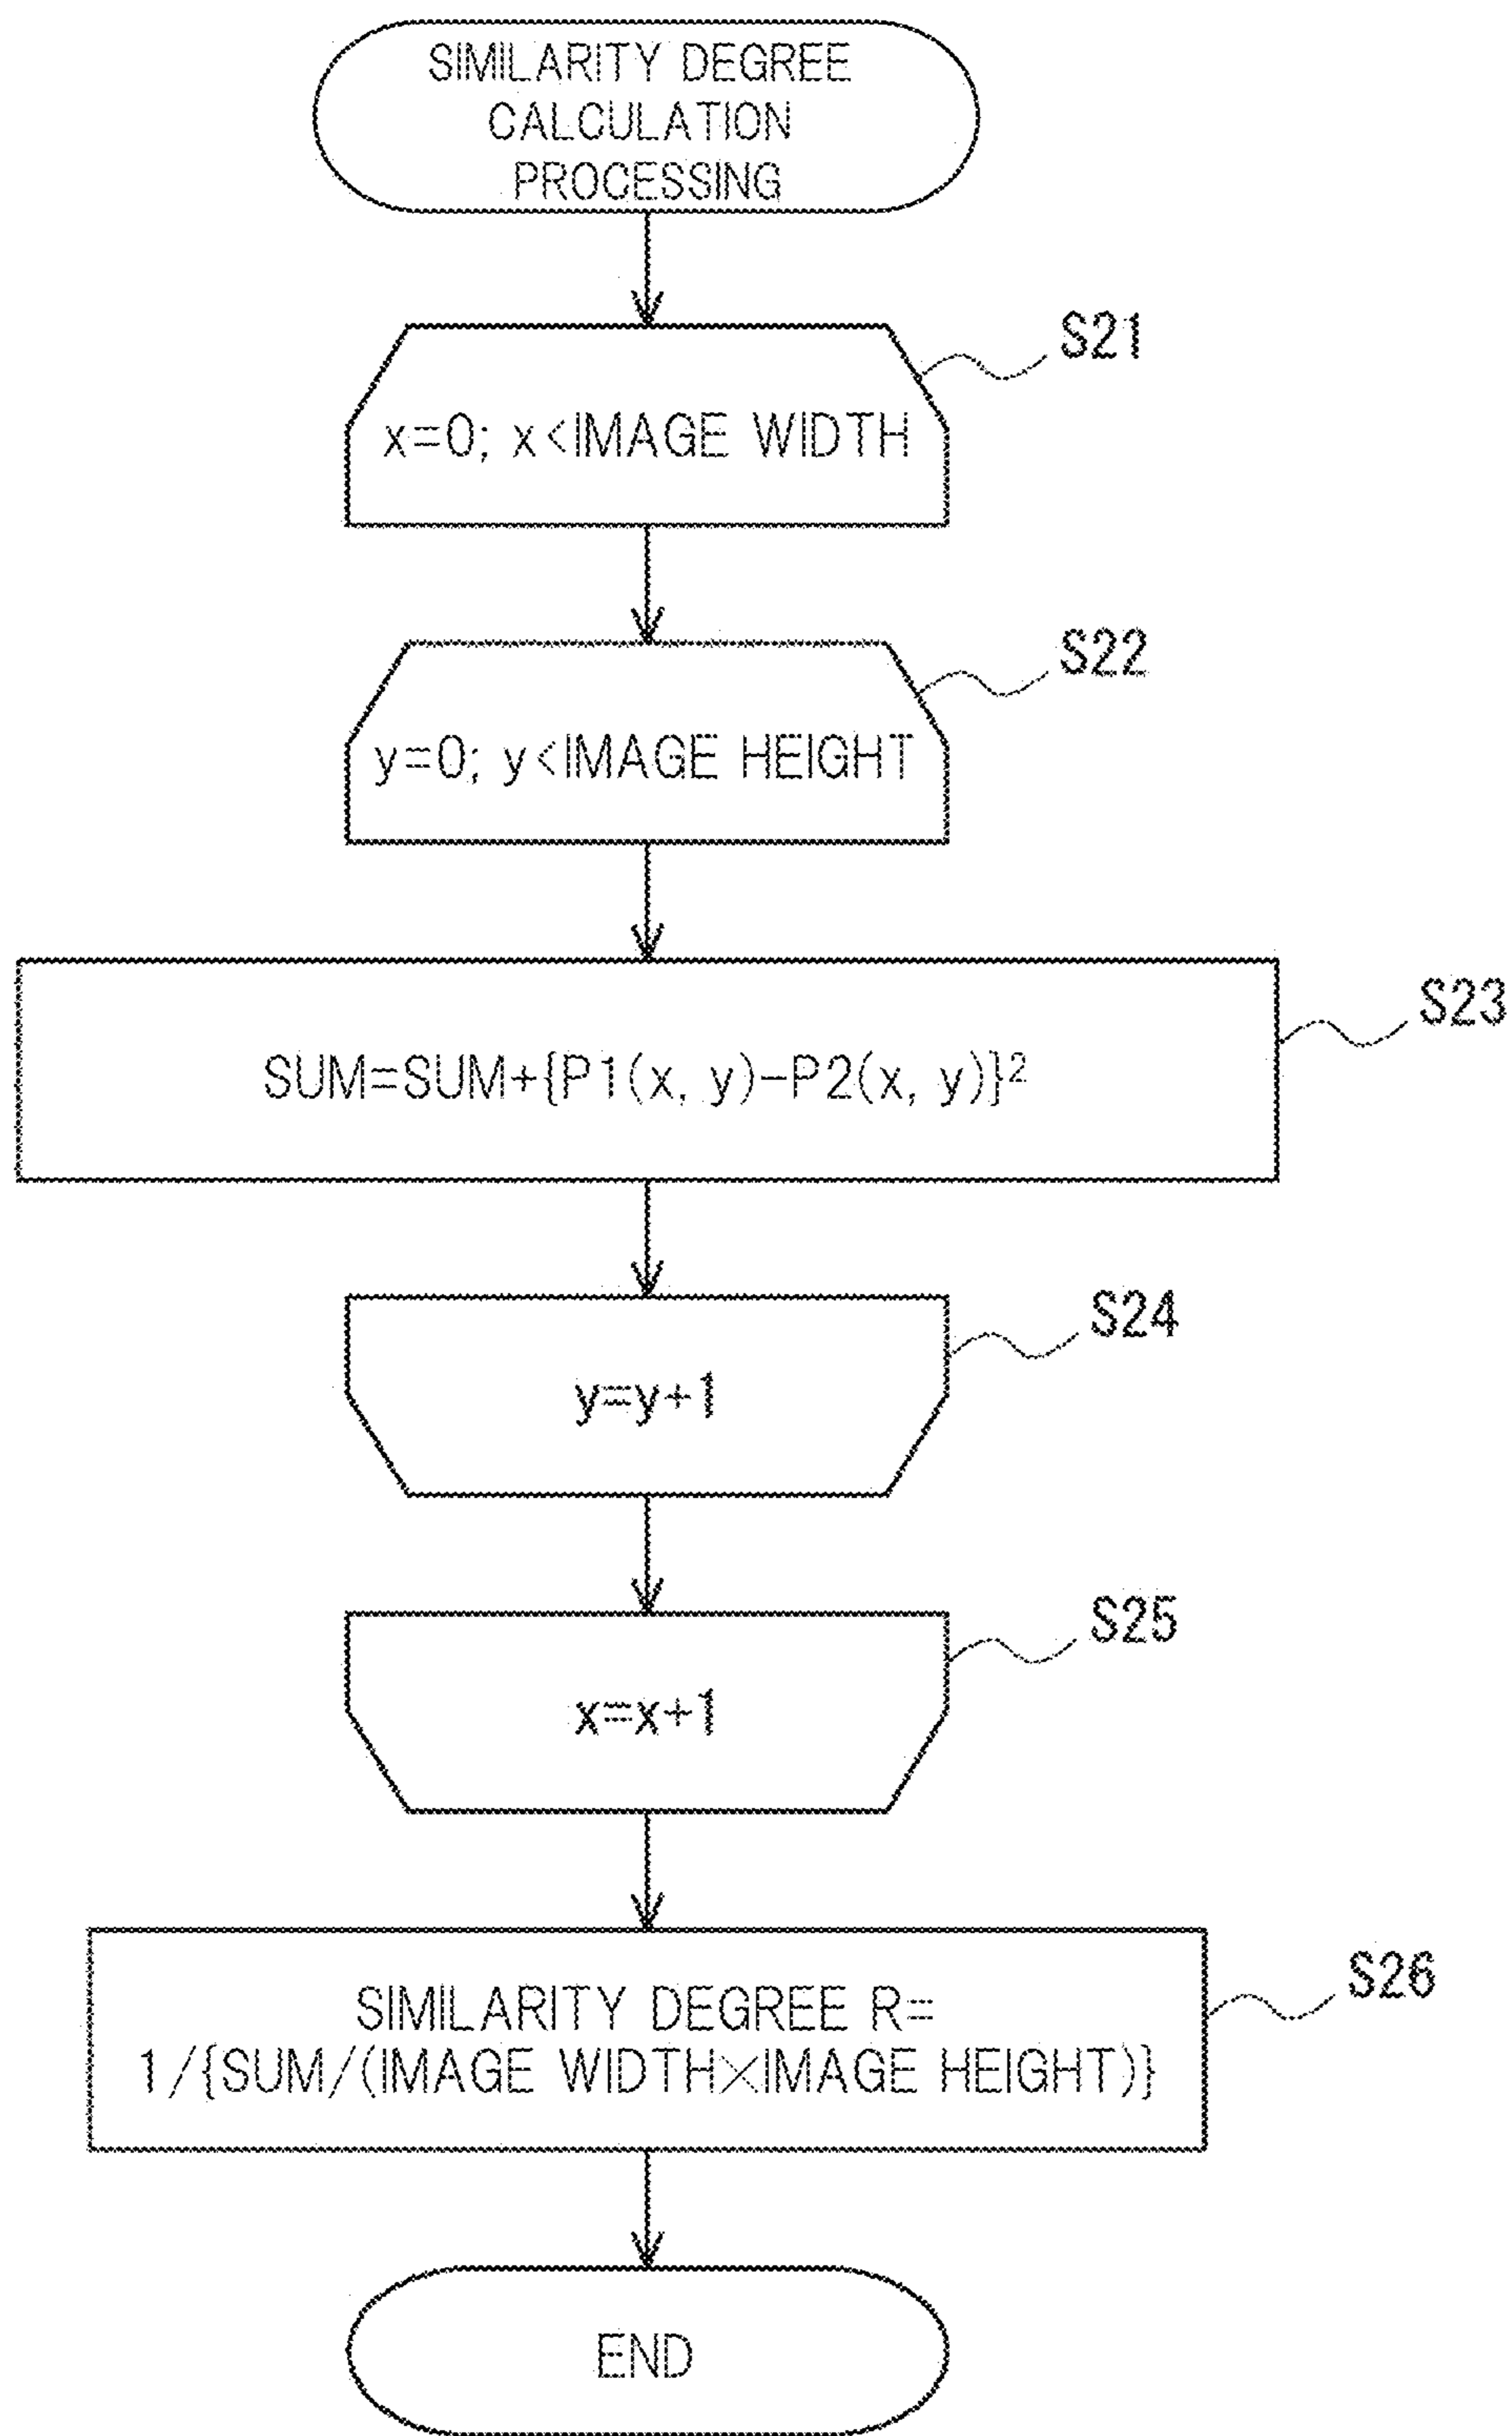 SIMILARITY DEGREE
CALCULATION
PROCESSING
S21
x=0; x<IMAGE WIDTH
S22
y=0; y<IMAGE HEIGHT
S23
SUM=SUM+{P1(x, y)-P2(x, y)}²
S24
y=y+1
S25
x=x+1
S26
SIMILARITY DEGREE R=
1/{SUM/(IMAGE WIDTH×IMAGE HEIGHT)}
END